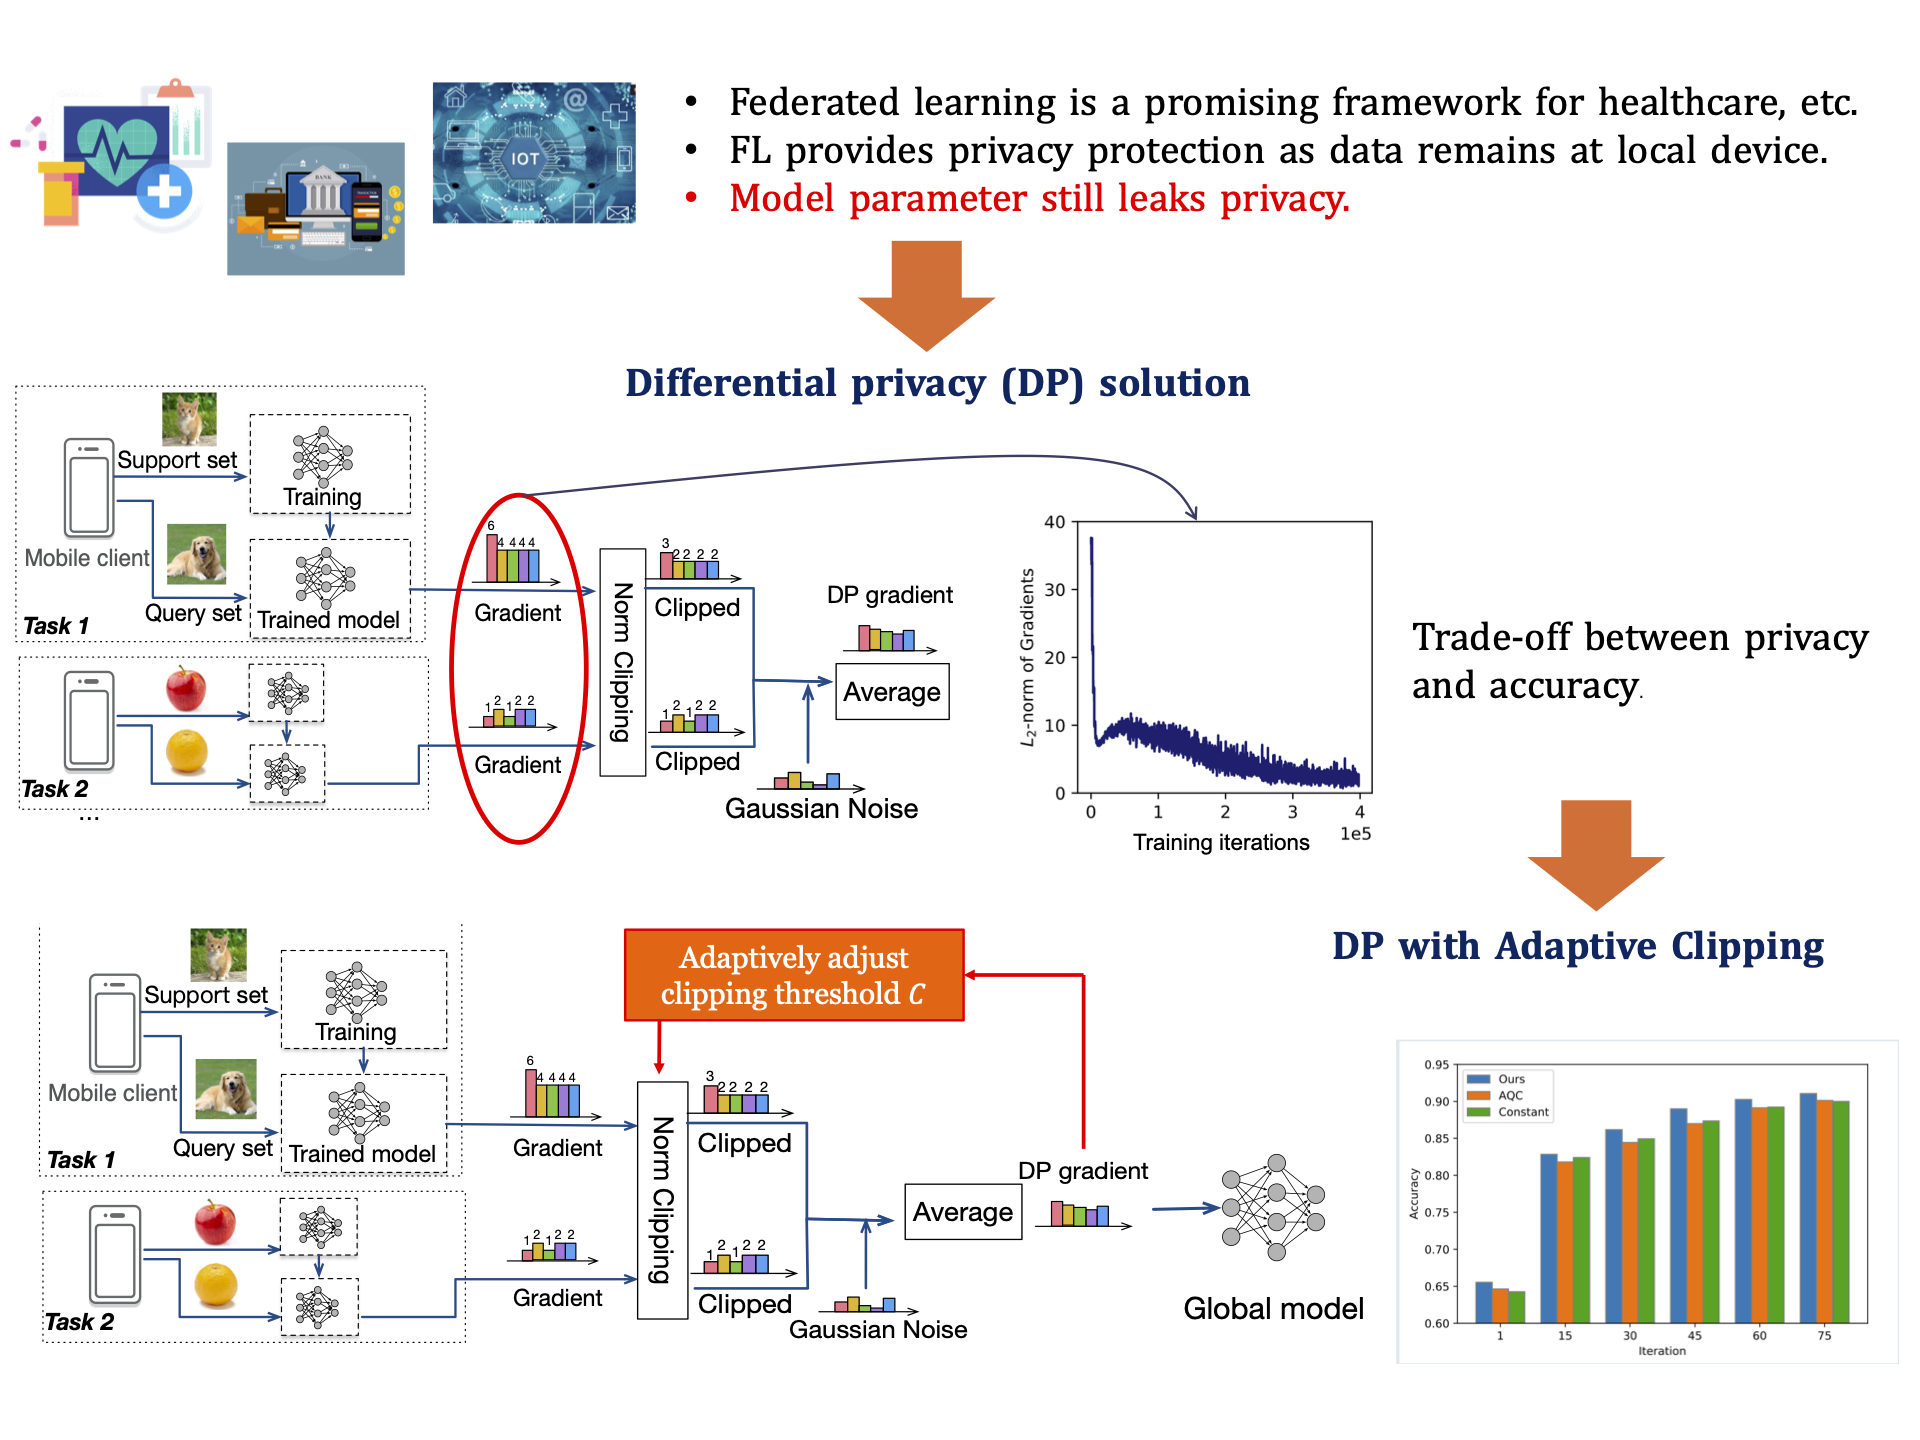 • Federated learning is a promising framework for healthcare, etc.
• FL provides privacy protection as data remains at local device.
• Model parameter still leaks privacy.
BANK
IOT
@
Differential privacy (DP) solution
Support set
Training
Mobile client
Query set
Trained model
Task 1
Task 2
...
6
4 4 4 4
Gradient
1 2 1 2 2
Gradient
Norm Clipping
3
2 2 2 2
Clipped
1 2 1 2 2
Clipped
DP gradient
Average
Gaussian Noise
40
30
20
10
0
L2-norm of Gradients
0 1 2 3 4
1e5
Training iterations
Trade-off between privacy
and accuracy.
DP with Adaptive Clipping
Adaptively adjust
clipping threshold C
Support set
Training
Mobile client
Query set
Trained model
Task 1
Task 2
6
4 4 4 4
Gradient
1 2 1 2 2
Gradient
Norm Clipping
3
2 2 2 2
Clipped
1 2 1 2 2
Clipped
Gaussian Noise
Average
DP gradient
Global model
Ours
AQC
Constant
0.95
0.90
0.85
0.80
0.75
0.70
0.65
0.60
Accuracy
1 15 30 45 60 75
Iteration